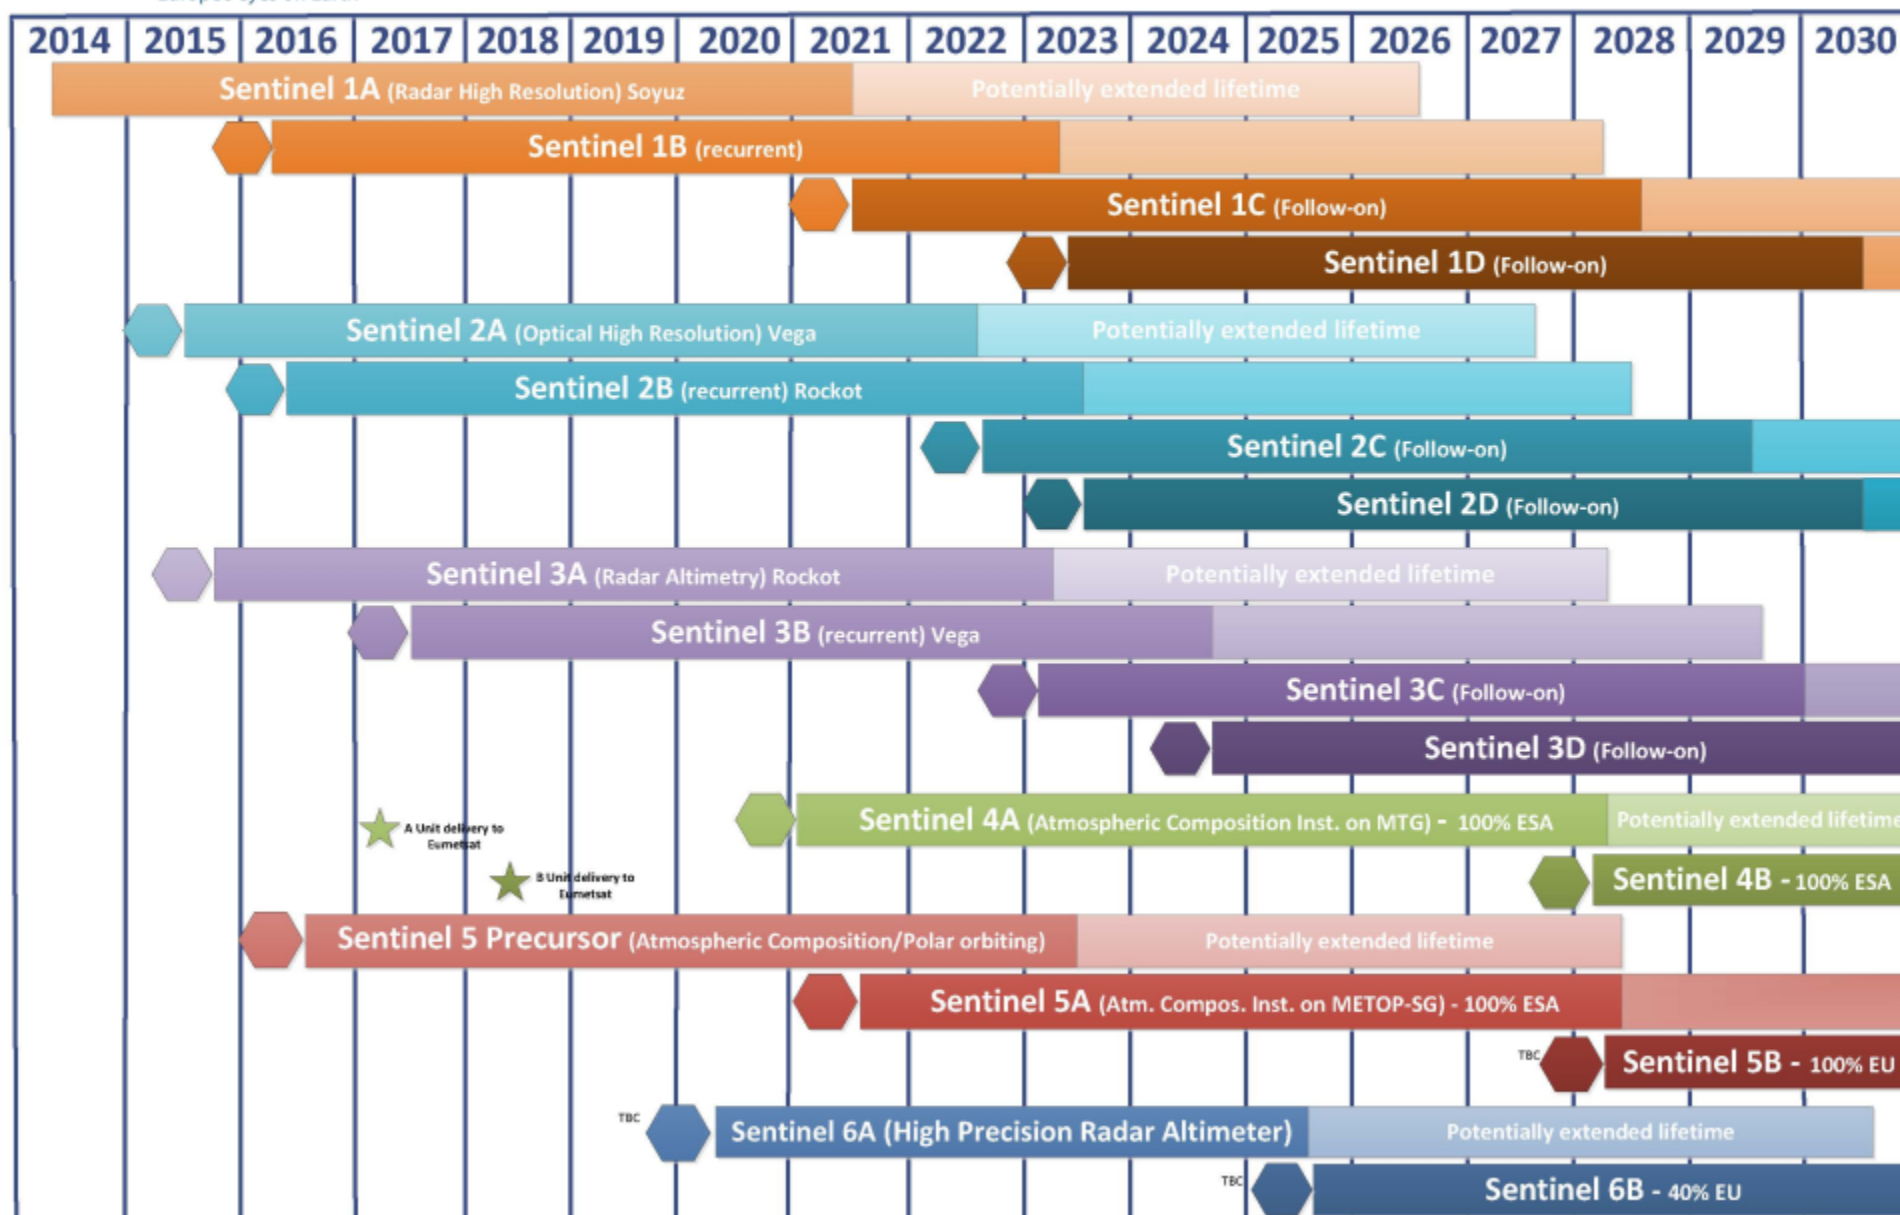 2014 2015 2016 2017 2018 2019 2020 2021 2022 2023 2024 2025 2026 2027 2028 2029 2030
Sentinel 1A (Radar High Resolution) Soyuz Potentially extended lifetime
Sentinel 1B (recurrent)
Sentinel 1C (Follow-on)
Sentinel 1D (Follow-on)
Sentinel 2A (Optical High Resolution) Vega Potentially extended lifetime
Sentinel 2B (recurrent) Rockot
Sentinel 2C (Follow-on)
Sentinel 2D (Follow-on)
Sentinel 3A (Radar Altimetry) Rockot Potentially extended lifetime
Sentinel 3B (recurrent) Vega
Sentinel 3C (Follow-on)
Sentinel 3D (Follow-on)
Sentinel 4A (Atmospheric Composition Inst. on MTG) - 100% ESA Potentially extended lifetime
A Unit delivery to
Eumetsat
B Unit delivery to
Eumetsat
Sentinel 4B - 100% ESA
Sentinel 5 Precursor (Atmospheric Composition/Polar orbiting) Potentially extended lifetime
Sentinel 5A (Atm. Compos. Inst. on METOP-SG) - 100% ESA
TBC Sentinel 5B - 100% EU
TBC Sentinel 6A (High Precision Radar Altimeter) Potentially extended lifetime
TBC Sentinel 6B - 40% EU